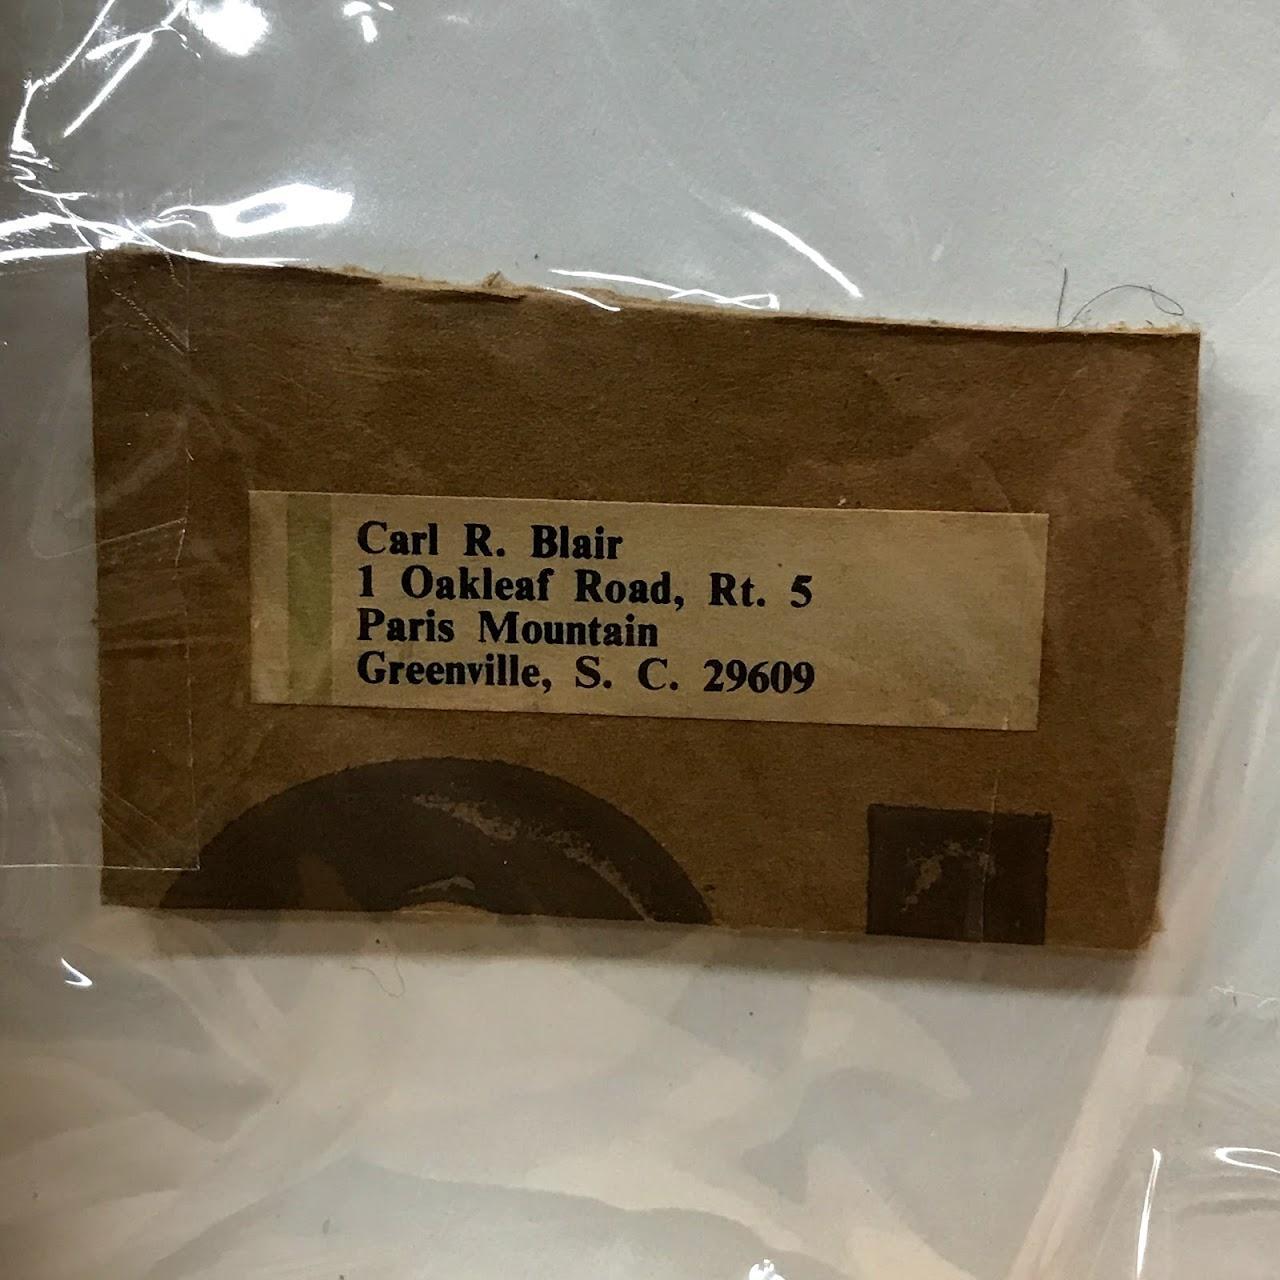 Carl R. Blair
1 Oakleaf Road, Rt. 5
Paris Mountain
Greenville, S. C. 29609